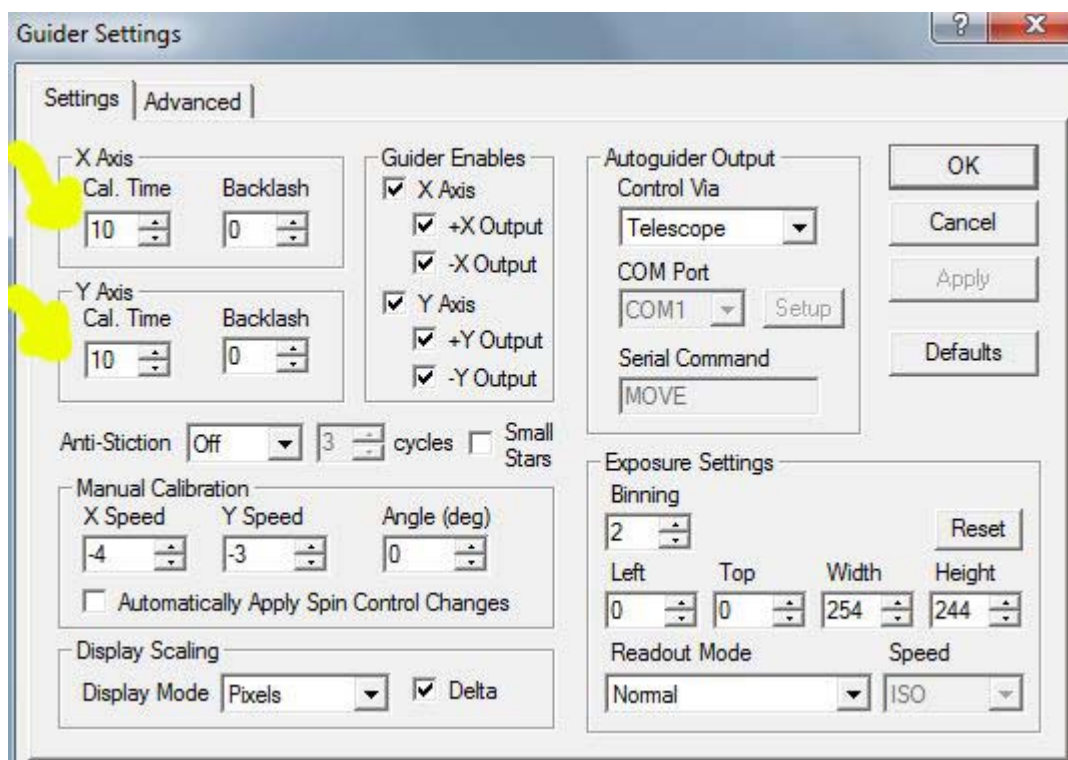 Guider Settings
?
X
Settings
Advanced
X Axis
Cal. Time Backlash
10 0
Y Axis
Cal. Time Backlash
10 0
Guider Enables
X Axis
+X Output
-X Output
Y Axis
+Y Output
-Y Output
Autoguider Output
Control Via
Telescope
COM Port
COM1 Setup
Serial Command
MOVE
OK
Cancel
Apply
Defaults
Anti-Stiction Off 3 cycles Small
Stars
Manual Calibration
X Speed Y Speed Angle (deg)
-4 -3 0
Automatically Apply Spin Control Changes
Display Scaling
Display Mode Pixels Delta
Exposure Settings
Binning
2 Reset
Left Top Width Height
0 0 254 244
Readout Mode Speed
Normal ISO